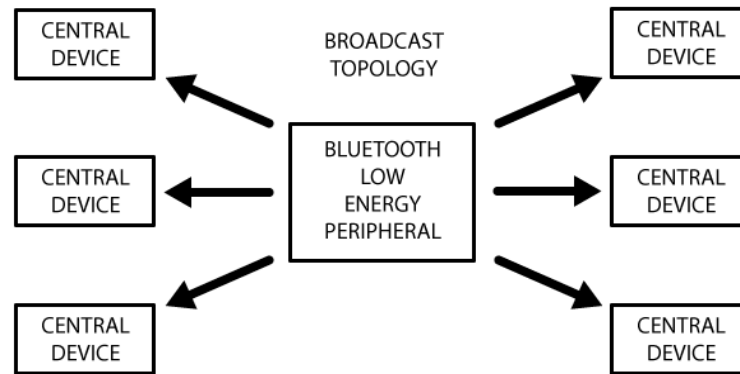 CENTRAL
DEVICE
BROADCAST
TOPOLOGY
CENTRAL
DEVICE
CENTRAL
DEVICE
BLUETOOTH
LOW
ENERGY
PERIPHERAL
CENTRAL
DEVICE
CENTRAL
DEVICE
CENTRAL
DEVICE